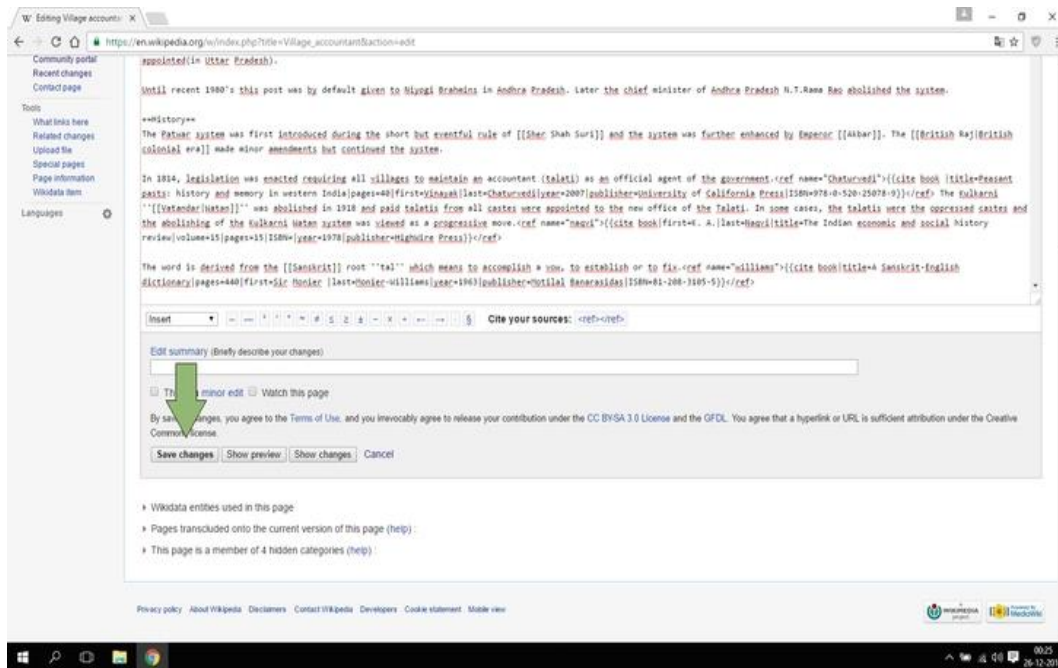 Editing Village accounta
https://en.wikipedia.org/w/index.php?title=Village_accountant&action=edit
Community portal
Recent changes
Contact page
Tools
What links here
Related changes
Upload file
Special pages
Page information
Wikidata item
Languages
appointed(in Uttar Pradesh).
Until recent 1980's this post was by default given to Niyogi Brahmins in Andhra Pradesh. Later the chief minister of Andhra Pradesh N.T.Rama Rao abolished the system.
==History==
The Patwar system was first introduced during the short but eventful rule of [[Sher Shah Suri]] and the system was further enhanced by Emperor [[Akbar]]. The [[British Raj|British
colonial era]] made minor amendments but continued the system.
In 1814, legislation was enacted requiring all villages to maintain an accountant (talati) as an official agent of the government.<ref name="Chaturvedi">{{cite book |title=Peasant
pasts: history and memory in western India|pages=40|first=Vinayak|last=Chaturvedi|year=2007|publisher=University of California Press|ISBN=978-0-520-25078-9}}</ref> The Kulkarni
''[[Vatandar|Watan]]'' was abolished in 1918 and paid talatis from all castes were appointed to the new office of the Talati. In some cases, the talatis were the oppressed castes and
the abolishing of the Kulkarni Watan system was viewed as a progressive move.<ref name="naqvi">{{cite book|first=K. A.|last=Naqvi|title=The Indian economic and social history
review|volume=15|pages=15|ISBN=|year=1978|publisher=HighWire Press}}</ref>
The word is derived from the [[Sanskrit]] root ''tal'' which means to accomplish a vow, to establish or to fix.<ref name="williams">{{cite book|title=A Sanskrit-English
dictionary|pages=440|first=Sir Monier |last=Monier-Williams|year=1963|publisher=Motilal Banarasidas|ISBN=81-208-3105-5}}</ref>
Insert Cite your sources: <ref></ref>
Edit summary (Briefly describe your changes)
minor edit Watch this page
By changes, you agree to the Terms of Use, and you irrevocably agree to release your contribution under the CC BY-SA 3.0 License and the GFDL. You agree that a hyperlink or URL is sufficient attribution under the Creative
Commons license.
Save changes Show preview Show changes Cancel
Wikidata entities used in this page
Pages transcluded onto the current version of this page (help) :
This page is a member of 4 hidden categories (help) :
Privacy policy About Wikipedia Disclaimers Contact Wikipedia Developers Cookie statement Mobile view
WIKIMEDIA project
Powered By MediaWiki
00:25
26-12-201